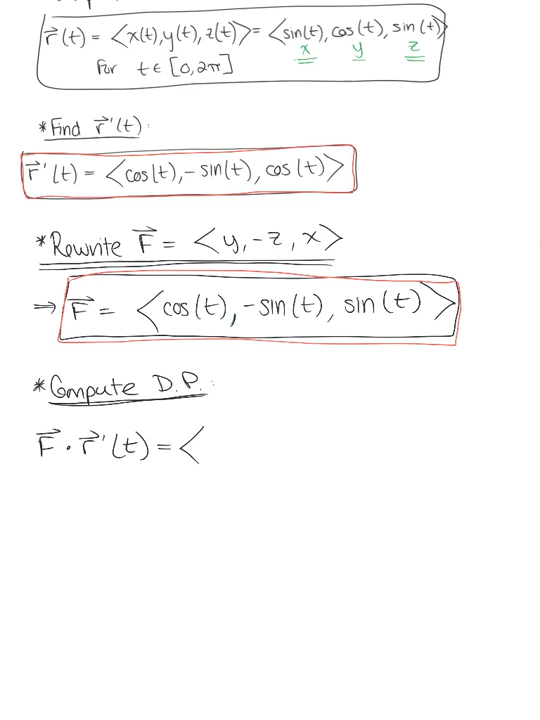 r⃗(t) = <x(t), y(t), z(t)> = <sin(t), cos(t), sin(t)>
x y z
for t ∈ [0, 2π]
*Find r⃗'(t):
r⃗'(t) = <cos(t), -sin(t), cos(t)>
*Rewrite F⃗ = <y, -z, x>
⇒ F⃗ = <cos(t), -sin(t), sin(t)>
*Compute D.P.:
F⃗ · r⃗'(t) = <